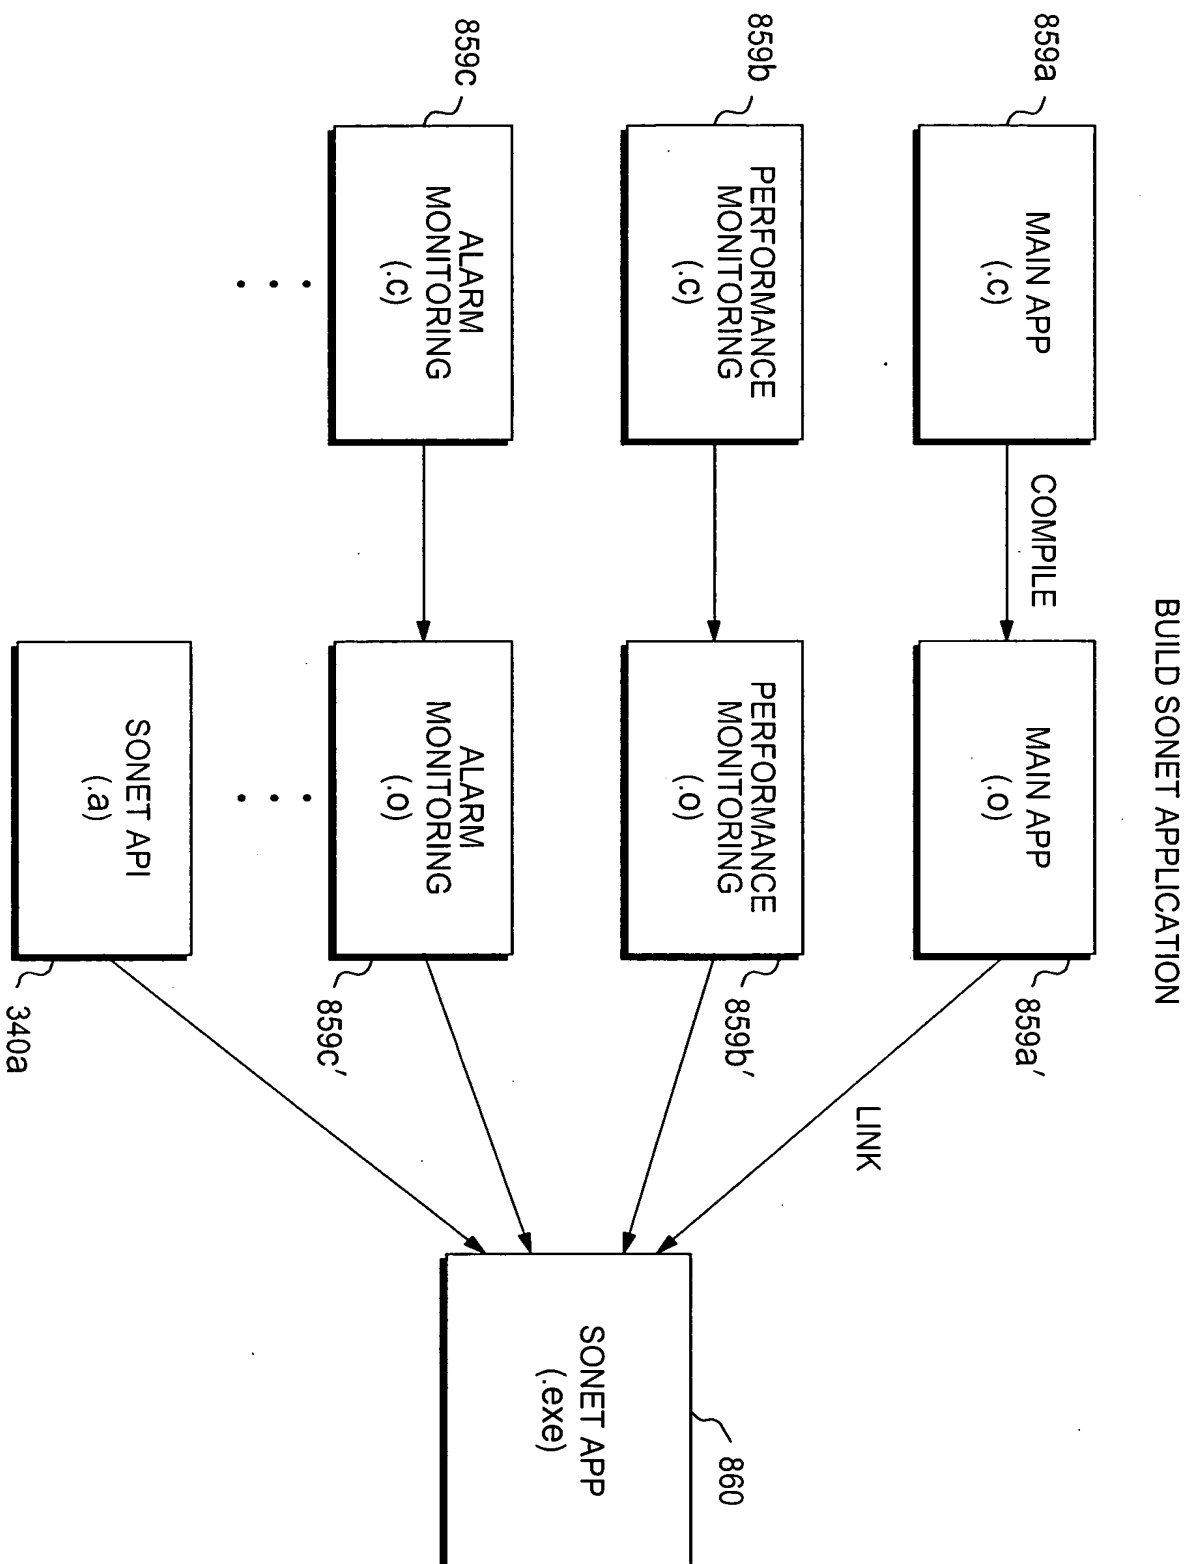 BUILD SONET APPLICATION
859a
MAIN APP
(.c)
COMPILE
MAIN APP
(.o)
859a′
859b
PERFORMANCE
MONITORING
(.c)
PERFORMANCE
MONITORING
(.o)
859b′
LINK
859c
ALARM
MONITORING
(.c)
ALARM
MONITORING
(.o)
859c′
SONET API
(.a)
340a
SONET APP
(.exe)
860